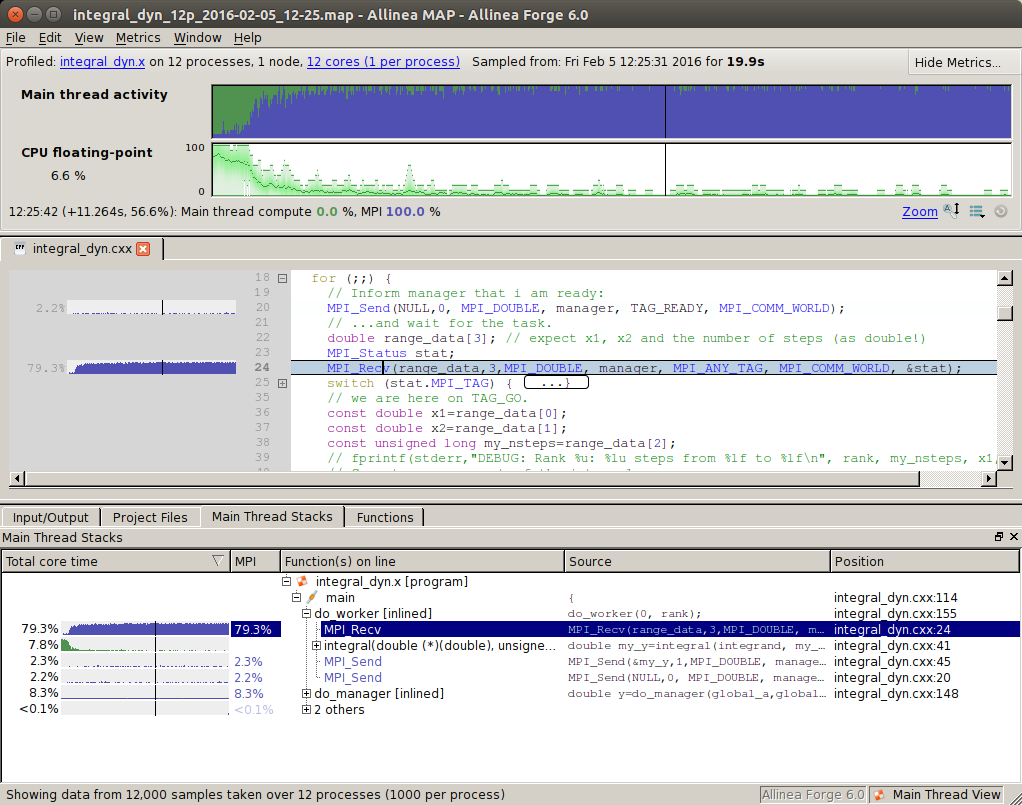 integral_dyn_12p_2016-02-05_12-25.map - Allinea MAP - Allinea Forge 6.0
File Edit View Metrics Window Help
Profiled: integral_dyn.x on 12 processes, 1 node, 12 cores (1 per process) Sampled from: Fri Feb 5 12:25:31 2016 for 19.9s Hide Metrics...
Main thread activity
CPU floating-point 100
6.6 %
0
12:25:42 (+11.264s, 56.6%): Main thread compute 0.0 %, MPI 100.0 % Zoom
integral_dyn.cxx
18 for (;;) {
19 // Inform manager that i am ready:
2.2% 20 MPI_Send(NULL,0, MPI_DOUBLE, manager, TAG_READY, MPI_COMM_WORLD);
21 // ...and wait for the task.
22 double range_data[3]; // expect x1, x2 and the number of steps (as double!)
23 MPI_Status stat;
79.3% 24 MPI_Recv(range_data,3,MPI_DOUBLE, manager, MPI_ANY_TAG, MPI_COMM_WORLD, &stat);
25 switch (stat.MPI_TAG) { ...}
35 // we are here on TAG_GO.
36 const double x1=range_data[0];
37 const double x2=range_data[1];
38 const unsigned long my_nsteps=range_data[2];
39 // fprintf(stderr,"DEBUG: Rank %u: %lu steps from %lf to %lf\n", rank, my_nsteps, x1,
Input/Output Project Files Main Thread Stacks Functions
Main Thread Stacks
Total core time MPI Function(s) on line Source Position
integral_dyn.x [program]
main { integral_dyn.cxx:114
do_worker [inlined] do_worker(0, rank); integral_dyn.cxx:155
79.3% 79.3% MPI_Recv MPI_Recv(range_data,3,MPI_DOUBLE, m... integral_dyn.cxx:24
7.8% integral(double (*)(double), unsigne... double my_y=integral(integrand, my_... integral_dyn.cxx:41
2.3% 2.3% MPI_Send MPI_Send(&my_y,1,MPI_DOUBLE, manage... integral_dyn.cxx:45
2.2% 2.2% MPI_Send MPI_Send(NULL,0, MPI_DOUBLE, manage... integral_dyn.cxx:20
8.3% 8.3% do_manager [inlined] double y=do_manager(global_a,global... integral_dyn.cxx:148
<0.1% <0.1% 2 others
Showing data from 12,000 samples taken over 12 processes (1000 per process) Allinea Forge 6.0 Main Thread View